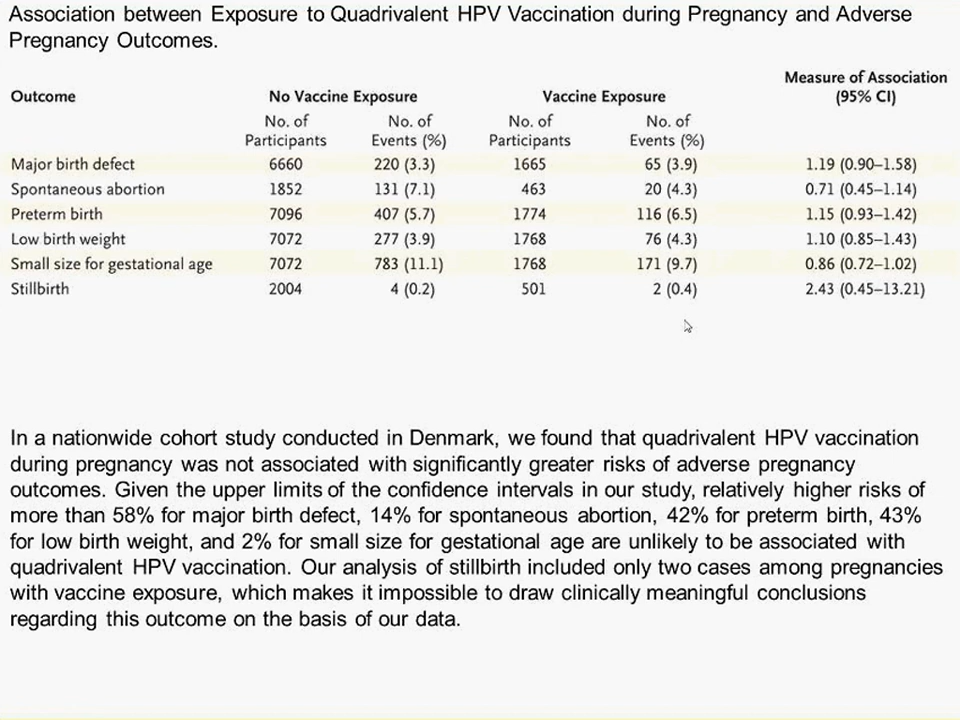 Association between Exposure to Quadrivalent HPV Vaccination during Pregnancy and Adverse
Pregnancy Outcomes.
Measure of Association
Outcome No Vaccine Exposure Vaccine Exposure (95% CI)
No. of No. of No. of No. of
Participants Events (%) Participants Events (%)
Major birth defect 6660 220 (3.3) 1665 65 (3.9) 1.19 (0.90–1.58)
Spontaneous abortion 1852 131 (7.1) 463 20 (4.3) 0.71 (0.45–1.14)
Preterm birth 7096 407 (5.7) 1774 116 (6.5) 1.15 (0.93–1.42)
Low birth weight 7072 277 (3.9) 1768 76 (4.3) 1.10 (0.85–1.43)
Small size for gestational age 7072 783 (11.1) 1768 171 (9.7) 0.86 (0.72–1.02)
Stillbirth 2004 4 (0.2) 501 2 (0.4) 2.43 (0.45–13.21)
In a nationwide cohort study conducted in Denmark, we found that quadrivalent HPV vaccination
during pregnancy was not associated with significantly greater risks of adverse pregnancy
outcomes. Given the upper limits of the confidence intervals in our study, relatively higher risks of
more than 58% for major birth defect, 14% for spontaneous abortion, 42% for preterm birth, 43%
for low birth weight, and 2% for small size for gestational age are unlikely to be associated with
quadrivalent HPV vaccination. Our analysis of stillbirth included only two cases among pregnancies
with vaccine exposure, which makes it impossible to draw clinically meaningful conclusions
regarding this outcome on the basis of our data.